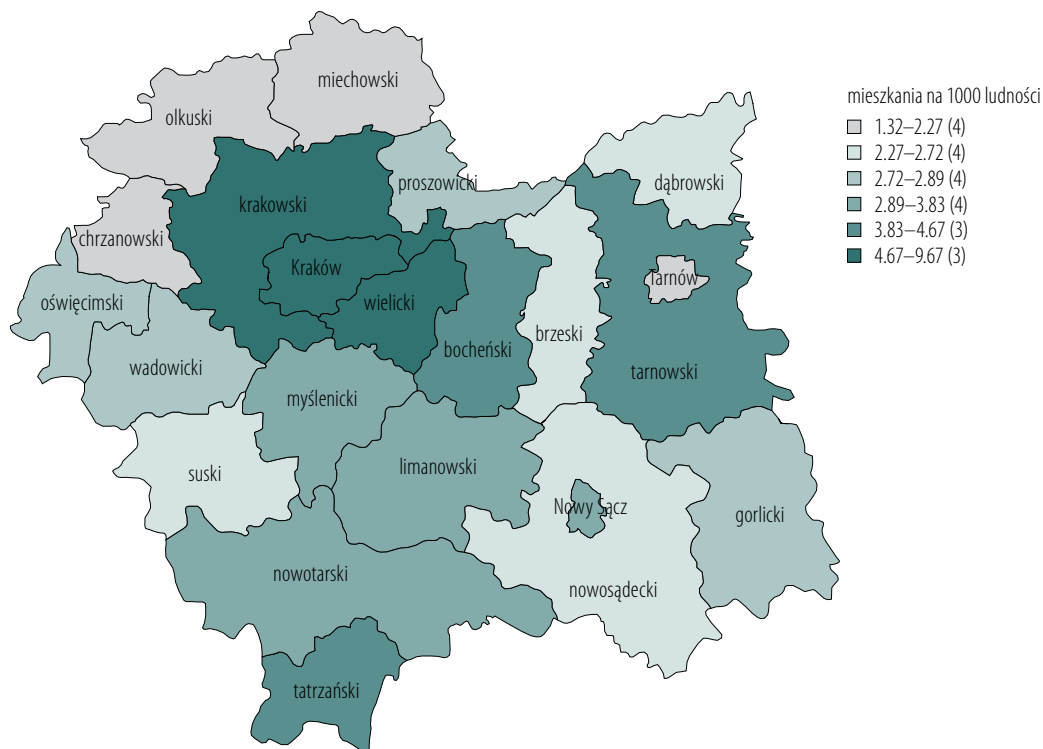 miechowski
olkuski
mieszkania na 1000 ludności
1.32–2.27 (4)
2.27–2.72 (4)
2.72–2.89 (4)
2.89–3.83 (4)
3.83–4.67 (3)
4.67–9.67 (3)
proszowicki
dąbrowski
krakowski
chrzanowski
Kraków
Tarnów
oświęcimski
wielicki
brzeski
bocheński
wadowicki
tarnowski
myślenicki
limanowski
suski
Nowy Sącz
gorlicki
nowotarski
nowosądecki
tatrzański